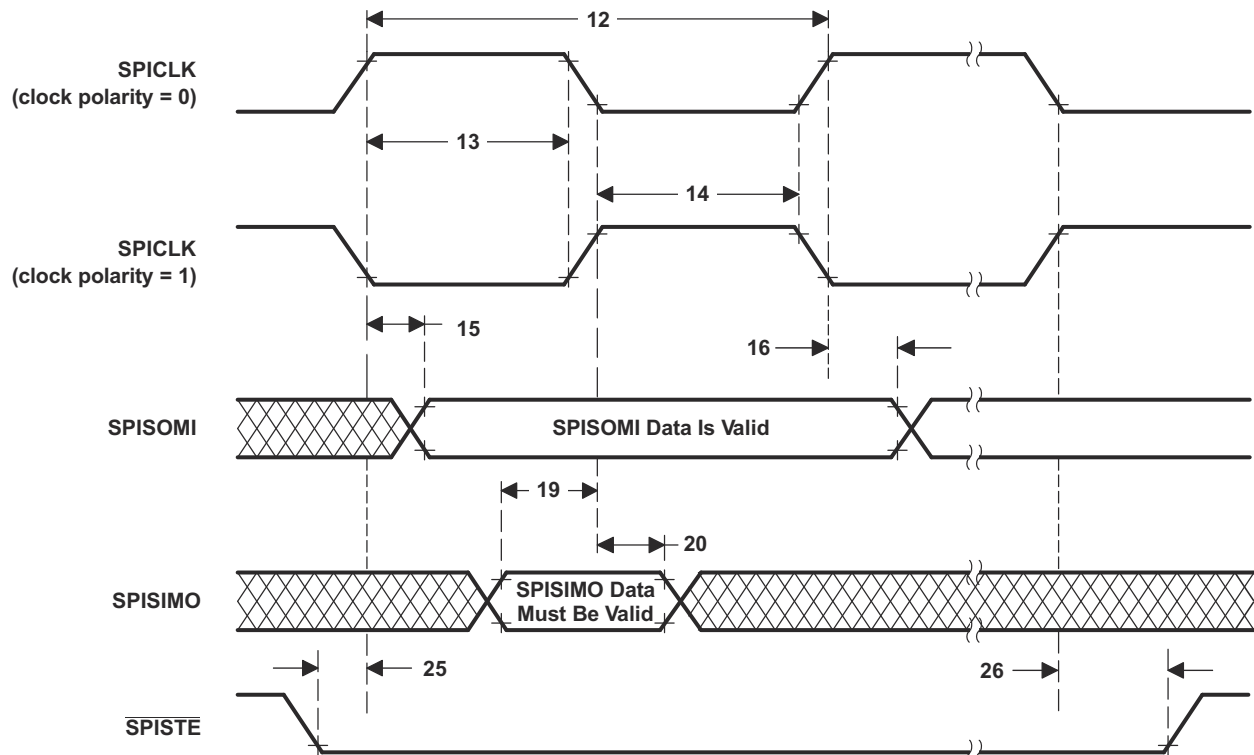 12
SPICLK
(clock polarity = 0)
13
14
SPICLK
(clock polarity = 1)
15
16
SPISOMI
SPISOMI Data Is Valid
19
20
SPISIMO
SPISIMO Data
Must Be Valid
25
26
SPISTE